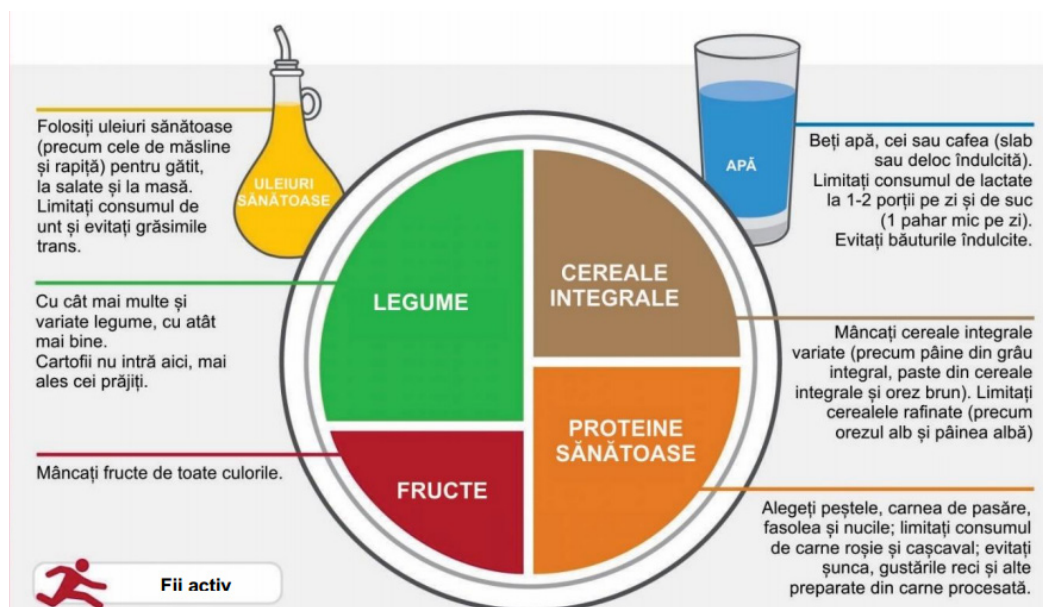 Folosiți uleiuri sănătoase
(precum cele de măsline
și rapiță) pentru gătit,
la salate și la masă.
Limitați consumul de
unt și evitați grăsimile
trans.
ULEIURI
SĂNĂTOASE
APĂ
Beți apă, cei sau cafea (slab
sau deloc îndulcită).
Limitați consumul de lactate
la 1-2 porții pe zi și de suc
(1 pahar mic pe zi).
Evitați băuturile îndulcite.
Cu cât mai multe și
variate legume, cu atât
mai bine.
Cartofii nu intră aici, mai
ales cei prăjiți.
LEGUME
CEREALE
INTEGRALE
Mâncați cereale integrale
variate (precum pâine din grâu
integral, paste din cereale
integrale și orez brun). Limitați
cerealele rafinate (precum
orezul alb și pâinea albă)
Mâncați fructe de toate culorile.
FRUCTE
PROTEINE
SĂNĂTOASE
Alegeți peștele, carnea de pasăre,
fasolea și nucile; limitați consumul
de carne roșie și cașcaval; evitați
șunca, gustările reci și alte
preparate din carne procesată.
Fii activ